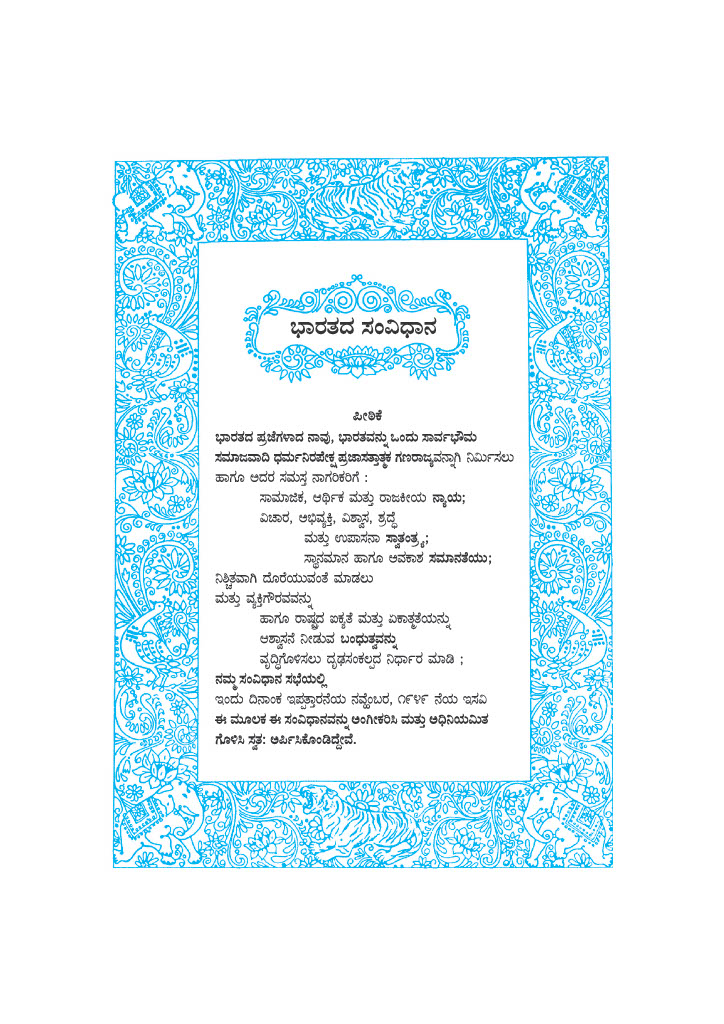 ಭಾರತದ ಸಂವಿಧಾನ
ಪೀಠಿಕೆ
ಭಾರತದ ಪ್ರಜೆಗಳಾದ ನಾವು, ಭಾರತವನ್ನು ಒಂದು ಸಾರ್ವಭೌಮ
ಸಮಾಜವಾದಿ ಧರ್ಮನಿರಪೇಕ್ಷ ಪ್ರಜಾಸತ್ತಾತ್ಮಕ ಗಣರಾಜ್ಯವನ್ನಾಗಿ ನಿರ್ಮಿಸಲು
ಹಾಗೂ ಅದರ ಸಮಸ್ತ ನಾಗರಿಕರಿಗೆ :
ಸಾಮಾಜಿಕ, ಆರ್ಥಿಕ ಮತ್ತು ರಾಜಕೀಯ ನ್ಯಾಯ;
ವಿಚಾರ, ಅಭಿವ್ಯಕ್ತಿ, ವಿಶ್ವಾಸ, ಶ್ರದ್ಧೆ
ಮತ್ತು ಉಪಾಸನಾ ಸ್ವಾತಂತ್ರ್ಯ;
ಸ್ಥಾನಮಾನ ಹಾಗೂ ಅವಕಾಶ ಸಮಾನತೆಯು;
ನಿಶ್ಚಿತವಾಗಿ ದೊರೆಯುವಂತೆ ಮಾಡಲು
ಮತ್ತು ವ್ಯಕ್ತಿಗೌರವವನ್ನು
ಹಾಗೂ ರಾಷ್ಟ್ರದ ಐಕ್ಯತೆ ಮತ್ತು ಏಕಾತ್ಮತೆಯನ್ನು
ಆಶ್ವಾಸನೆ ನೀಡುವ ಬಂಧುತ್ವವನ್ನು
ವೃದ್ಧಿಗೊಳಿಸಲು ದೃಢಸಂಕಲ್ಪದ ನಿರ್ಧಾರ ಮಾಡಿ ;
ನಮ್ಮ ಸಂವಿಧಾನ ಸಭೆಯಲ್ಲಿ
ಇಂದು ದಿನಾಂಕ ಇಪ್ಪತ್ತಾರನೆಯ ನವ್ಹೆಂಬರ, ೧೯೪೯ ನೆಯ ಇಸವಿ
ಈ ಮೂಲಕ ಈ ಸಂವಿಧಾನವನ್ನು ಅಂಗೀಕರಿಸಿ ಮತ್ತು ಅಧಿನಿಯಮಿತ
ಗೊಳಿಸಿ ಸ್ವತಃ ಅರ್ಪಿಸಿಕೊಂಡಿದ್ದೇವೆ.